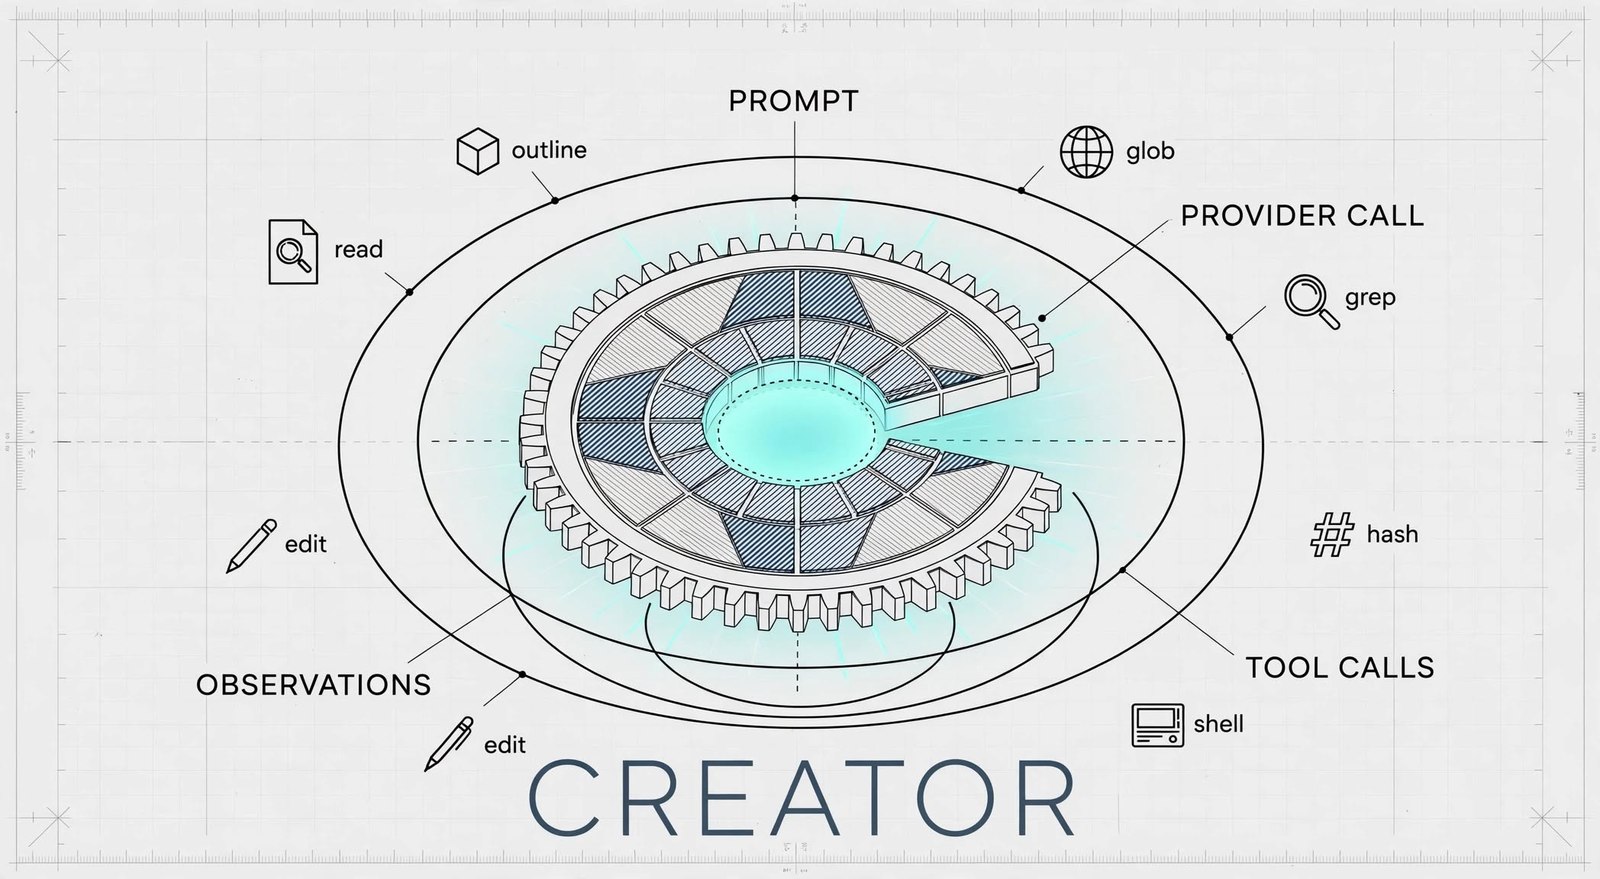 PROMPT
outline
glob
PROVIDER CALL
read
grep
hash
edit
TOOL CALLS
OBSERVATIONS
shell
edit
CREATOR